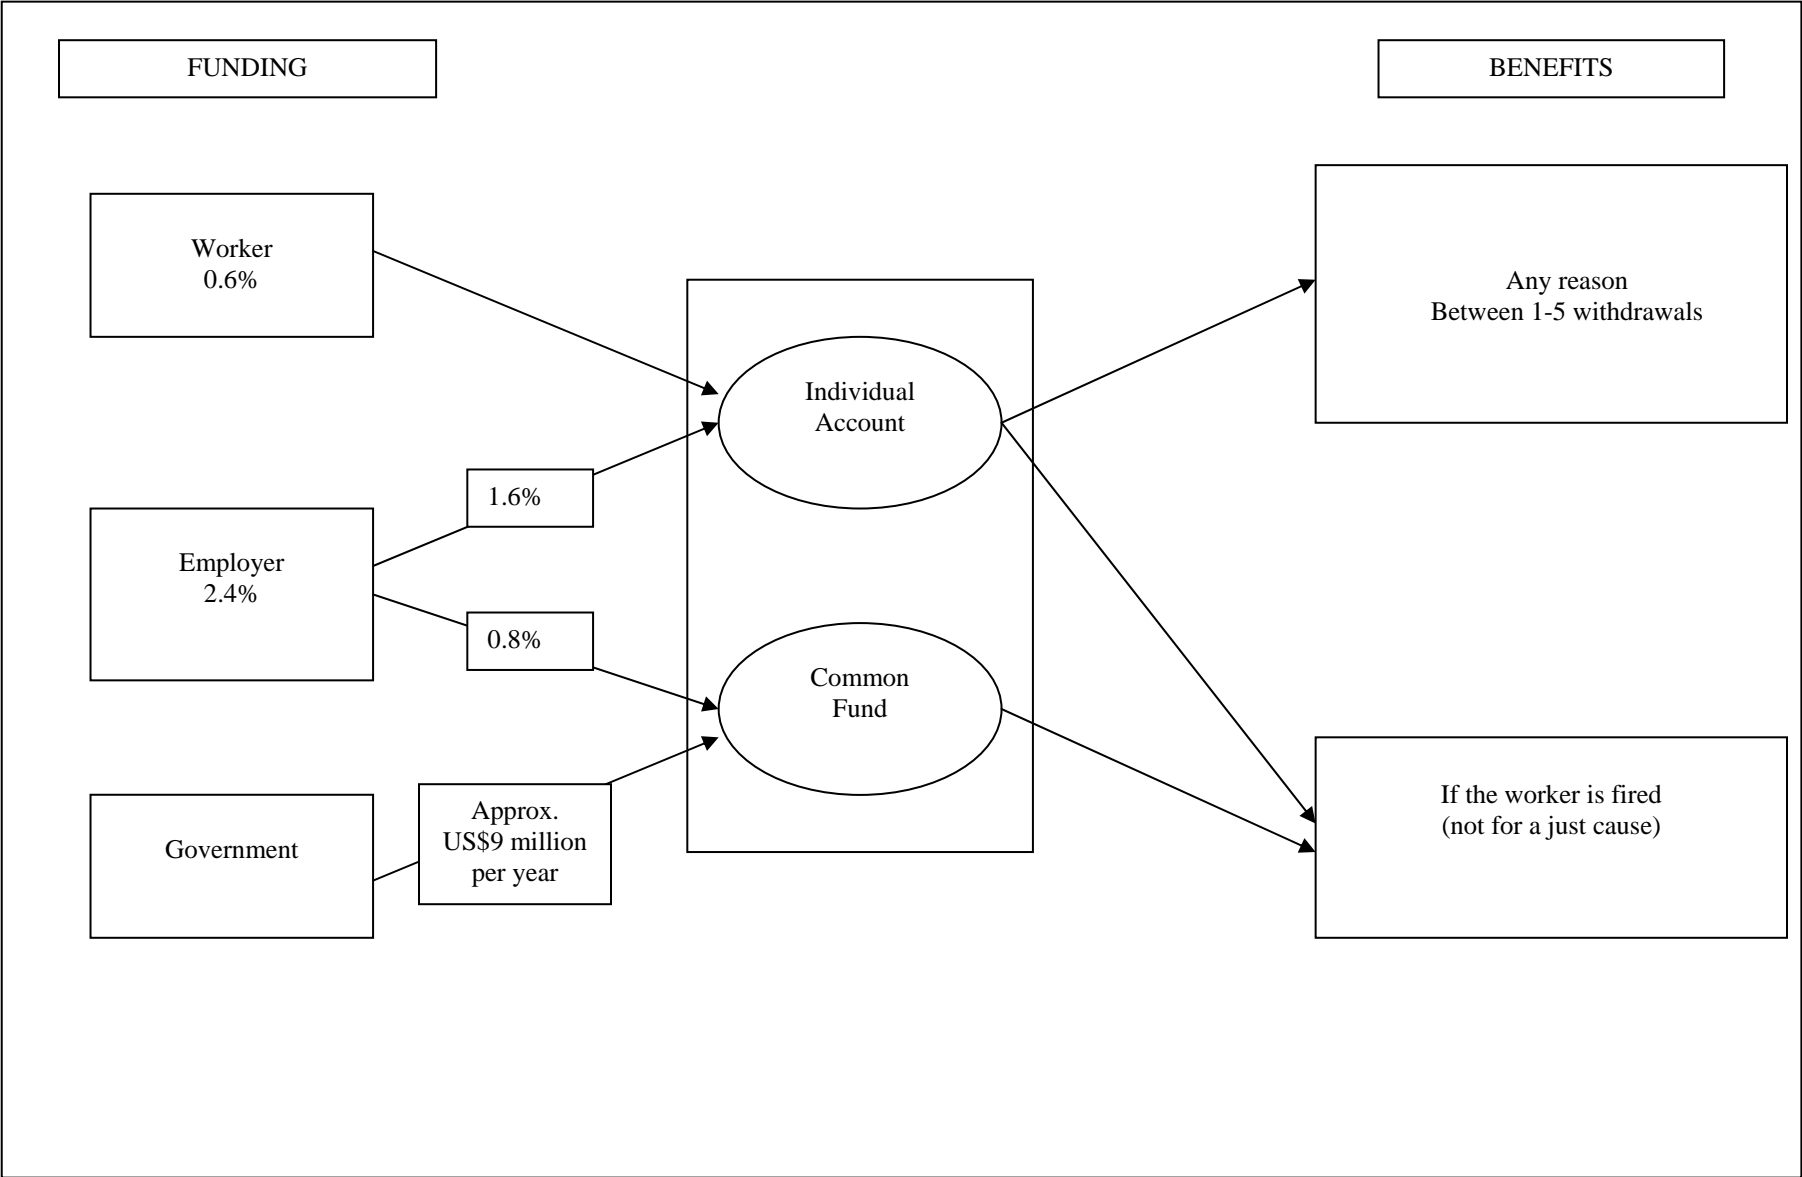 FUNDING
BENEFITS
Worker
0.6%
Any reason
Between 1-5 withdrawals
Individual
Account
1.6%
Employer
2.4%
0.8%
Common
Fund
Approx.
US$9 million
per year
Government
If the worker is fired
(not for a just cause)